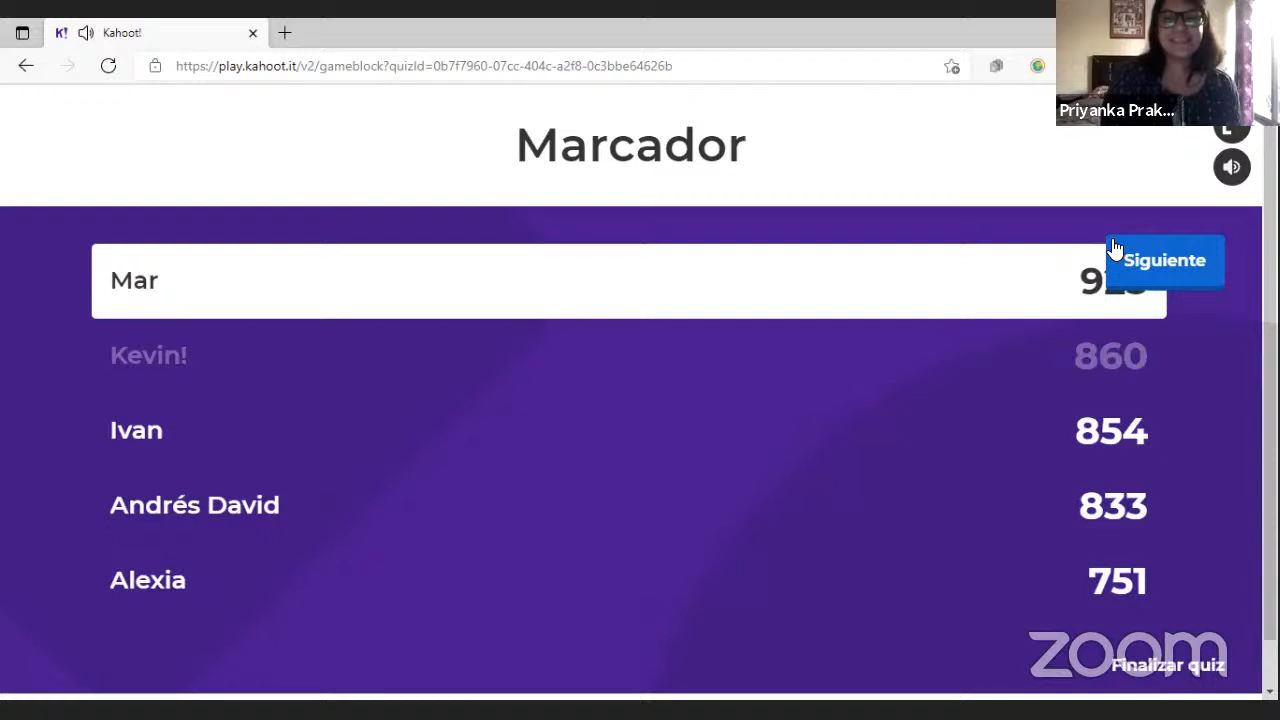 K! Kahoot!
https://play.kahoot.it/v2/gameblock?quizId=0b7f7960-07cc-404c-a2f8-0c3bbe64626b
Priyanka Prak...
Marcador
Siguiente
Mar
Kevin! 860
Ivan 854
Andrés David 833
Alexia 751
zoom
Finalizar quiz